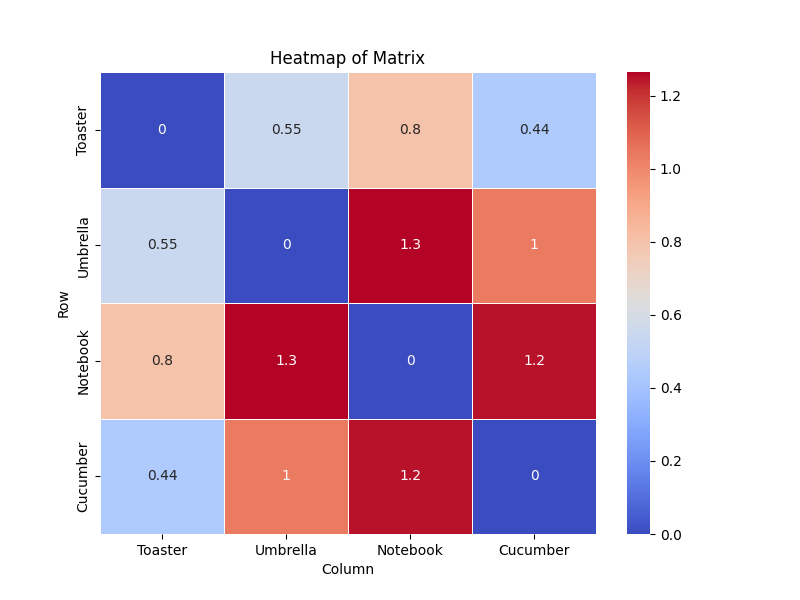 Heatmap of Matrix
Toaster 0 0.55 0.8 0.44
Umbrella 0.55 0 1.3 1
Notebook 0.8 1.3 0 1.2
Cucumber 0.44 1 1.2 0
Row
Toaster Umbrella Notebook Cucumber
Column
1.2
1.0
0.8
0.6
0.4
0.2
0.0